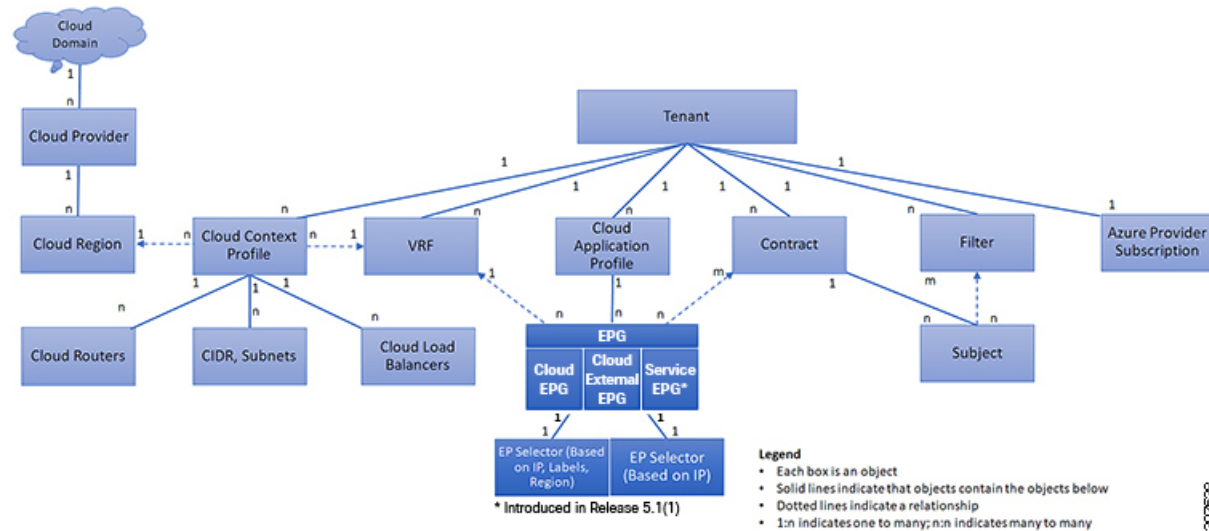 Cloud
Domain
1
n
Cloud Provider
1
n
Cloud Region
Tenant
1
1
1
1
1
1
n
n
n
n
n
1
Cloud Context
Profile
VRF
Cloud
Application
Profile
Contract
Filter
Azure Provider
Subscription
1
n
n
1
1
1
1
n
n
n
Cloud Routers
CIDR, Subnets
Cloud Load
Balancers
1
n
1
n
m
n
1
n
m
n
Subject
EPG
Cloud
EPG
Cloud
External
EPG
Service
EPG*
1
1
1
1
EP Selector (Based
on IP, Labels,
Region)
EP Selector
(Based on IP)
* Introduced in Release 5.1(1)
Legend
• Each box is an object
• Solid lines indicate that objects contain the objects below
• Dotted lines indicate a relationship
• 1:n indicates one to many; n:n indicates many to many